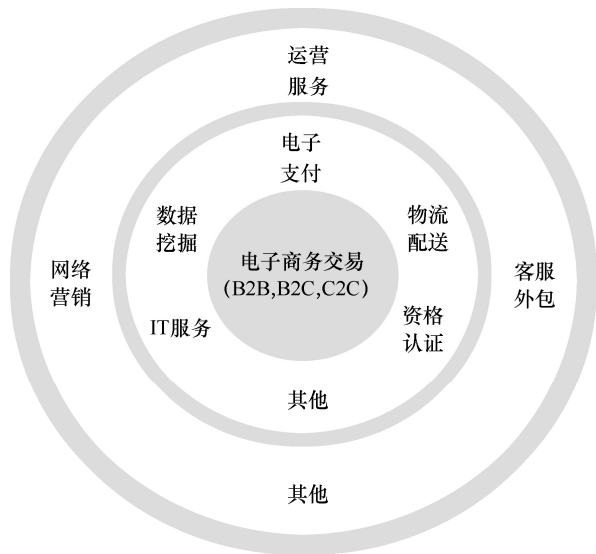 运营
服务
电子
支付
数据
挖掘
物流
配送
电子商务交易
（B2B,B2C,C2C）
网络
营销
客服
外包
IT服务
资格
认证
其他
其他